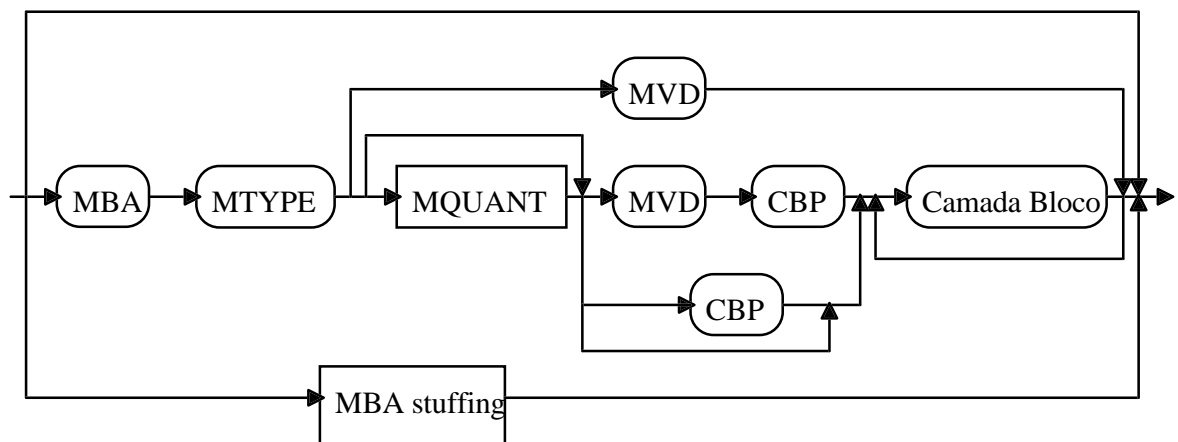 MVD
MBA
MTYPE
MQUANT
MVD
CBP
Camada Bloco
CBP
MBA stuffing